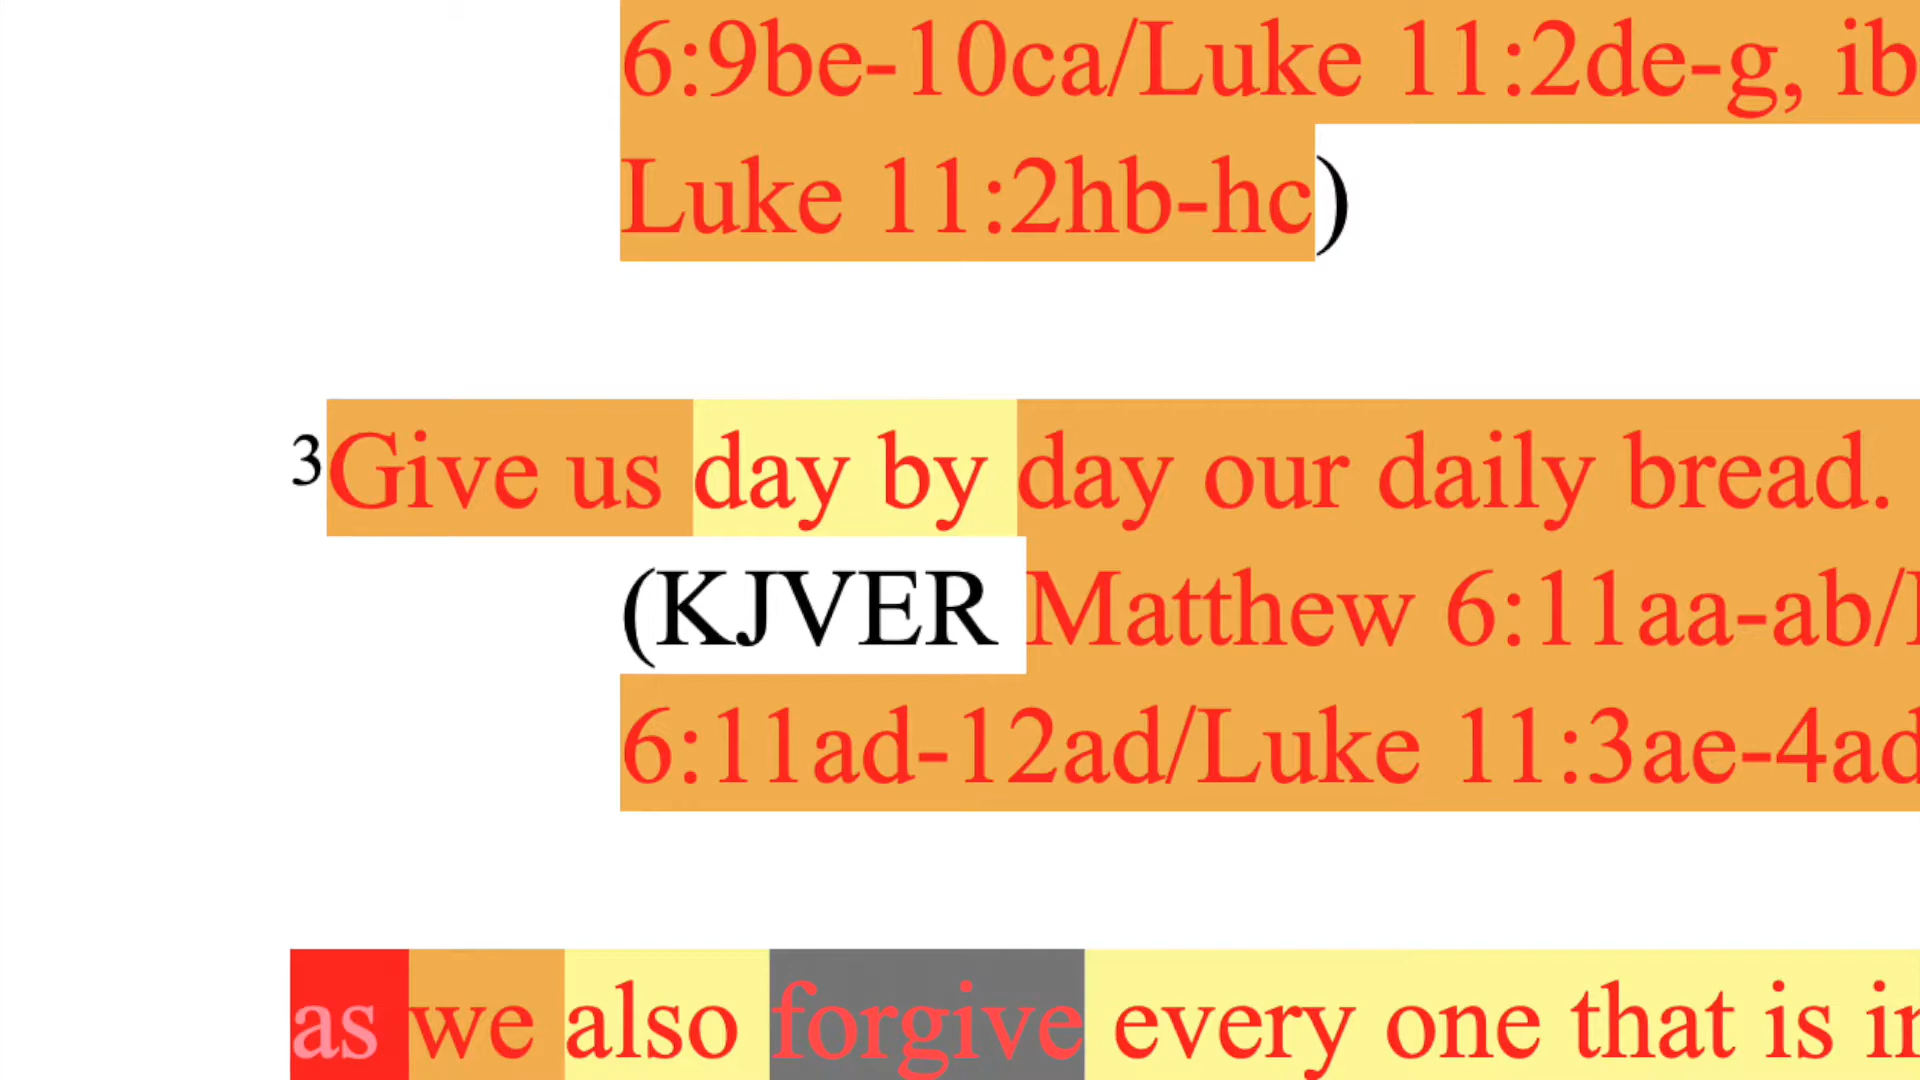 6:9be-10ca/Luke 11:2de-g, ib
Luke 11:2hb-hc)
3Give us day by day our daily bread.
(KJVER Matthew 6:11aa-ab/
6:11ad-12ad/Luke 11:3ae-4ad
as we also forgive every one that is in